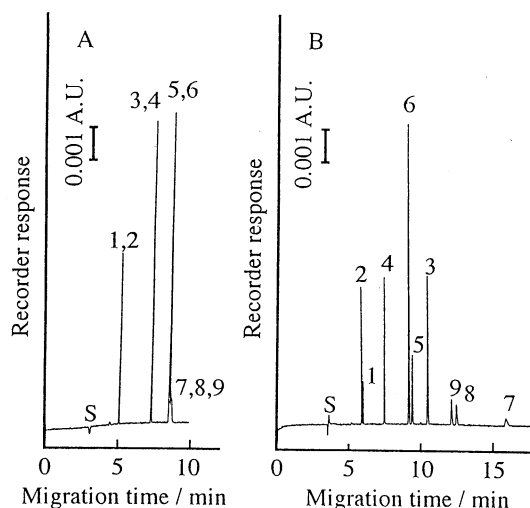 A
0.001 A.U.
Recorder response
3,4
5,6
1,2
7,8,9
S
0
5
10
Migration time / min
B
0.001 A.U.
Recorder response
6
2
4
3
1
5
S
9
8
7
0
5
10
15
Migration time / min